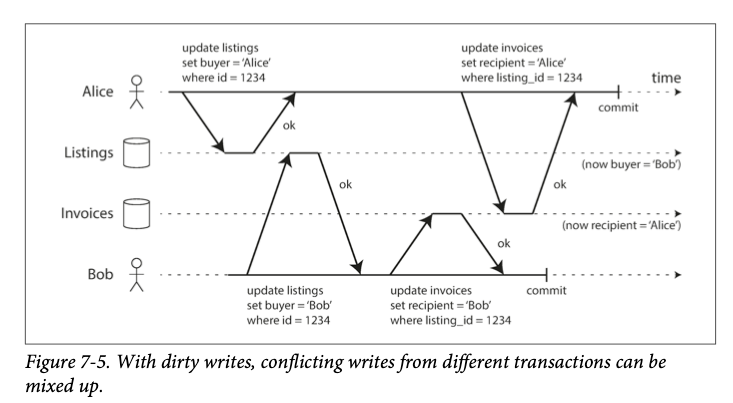 update listings
set buyer = ‘Alice’
where id = 1234
update invoices
set recipient = ‘Alice’
where listing_id = 1234
time
Alice
commit
ok
Listings
(now buyer = ‘Bob’)
ok
ok
Invoices
(now recipient = ‘Alice’)
ok
Bob
update listings
set buyer = ‘Bob’
where id = 1234
update invoices
set recipient = ‘Bob’
where listing_id = 1234
commit
Figure 7-5. With dirty writes, conflicting writes from different transactions can be
mixed up.